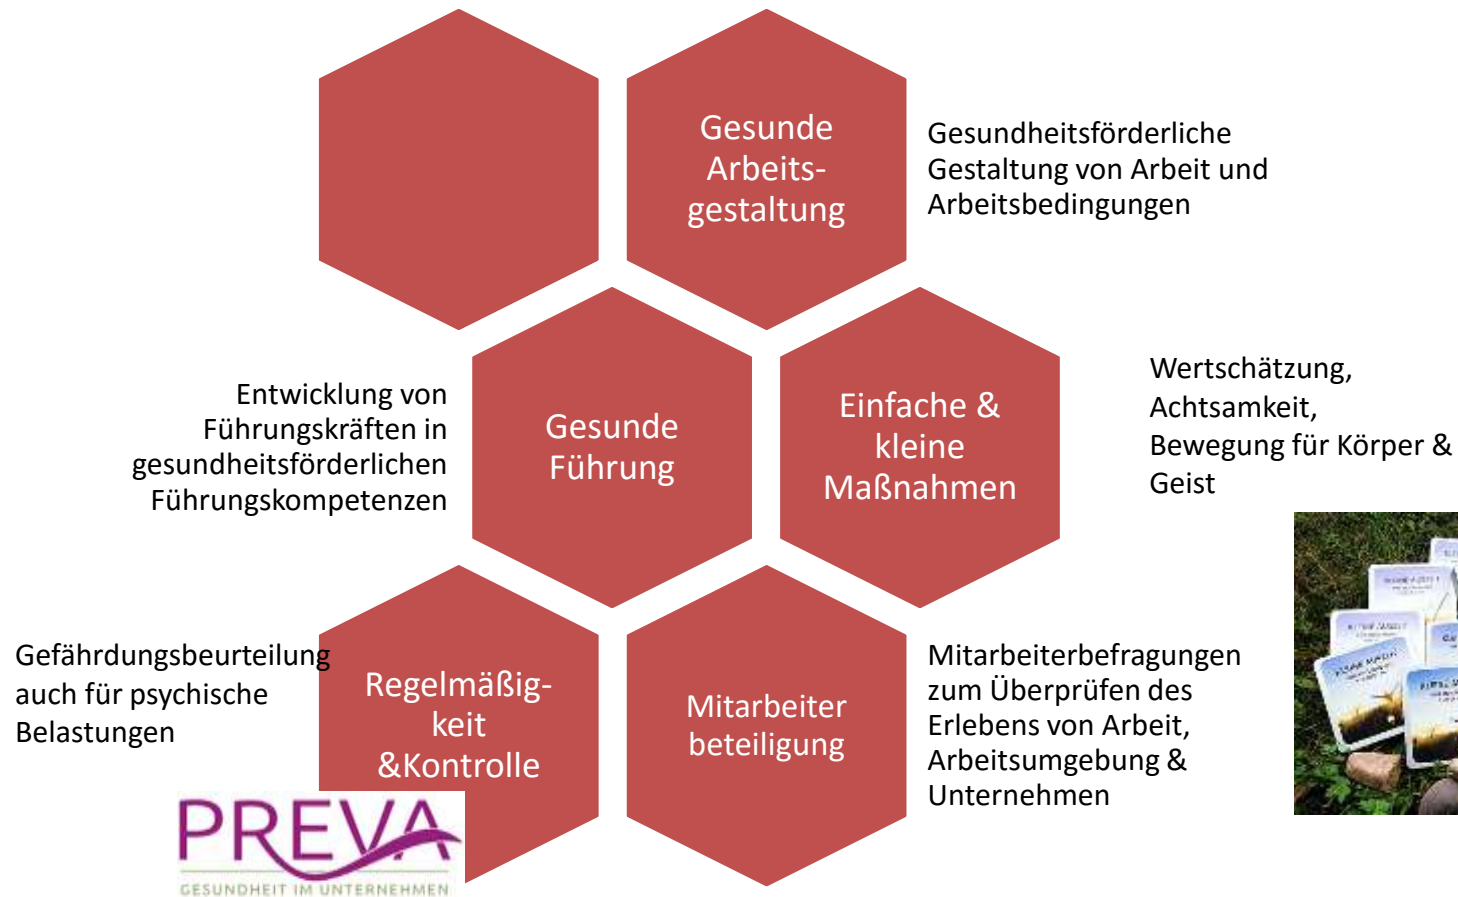 Gesunde
Arbeits-
gestaltung
Gesundheitsförderliche
Gestaltung von Arbeit und
Arbeitsbedingungen
Entwicklung von
Führungskräften in
gesundheitsförderlichen
Führungskompetenzen
Gesunde
Führung
Einfache &
kleine
Maßnahmen
Wertschätzung,
Achtsamkeit,
Bewegung für Körper &
Geist
Gefährdungsbeurteilung
auch für psychische
Belastungen
Regelmäßig-
keit
&Kontrolle
Mitarbeiter
beteiligung
Mitarbeiterbefragungen
zum Überprüfen des
Erlebens von Arbeit,
Arbeitsumgebung &
Unternehmen
PREVA
GESUNDHEIT IM UNTERNEHMEN